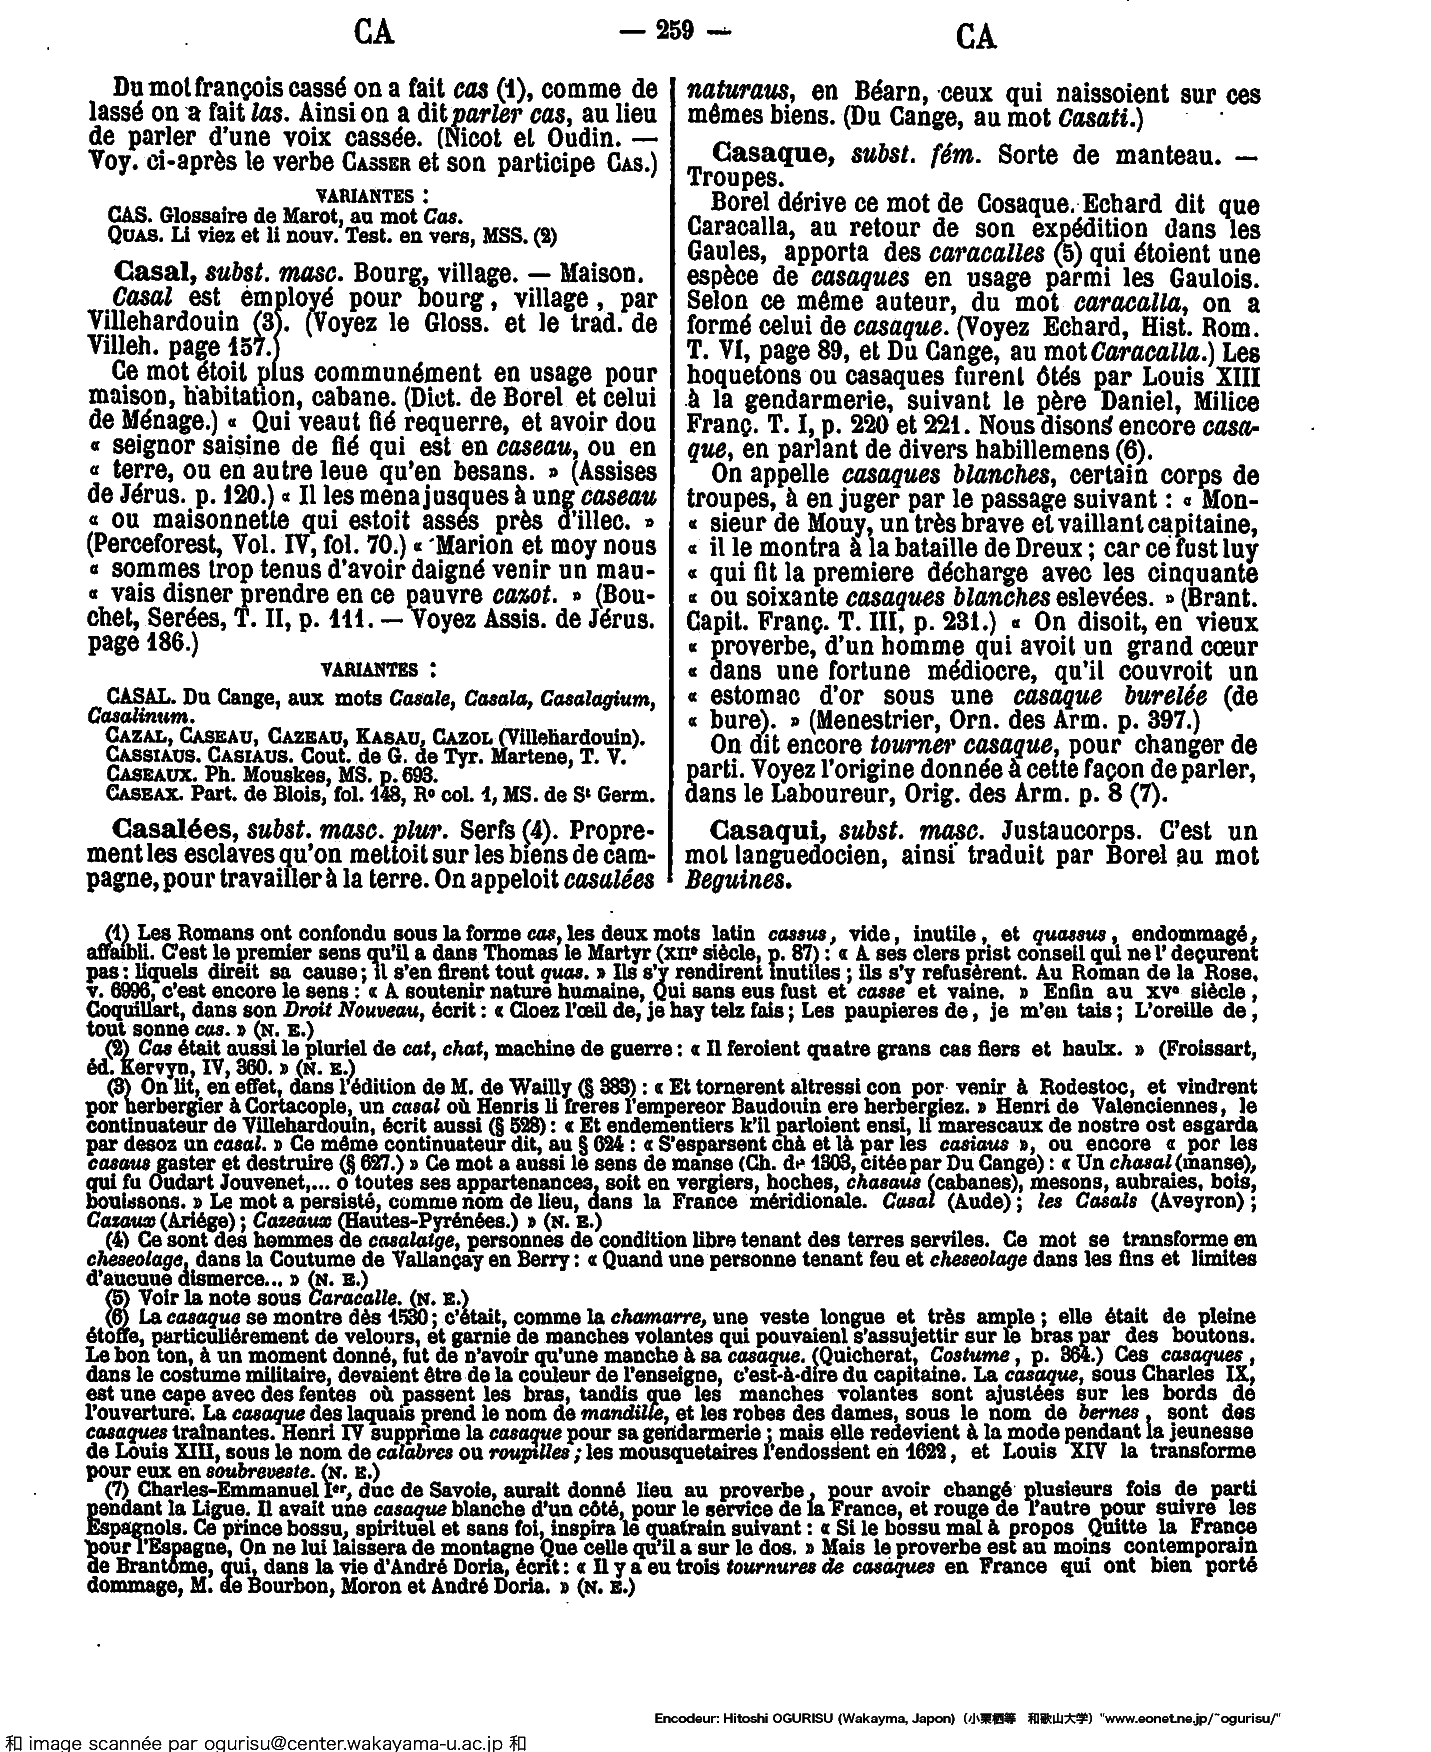 CA
— 259 —
CA
Du mot françois cassé on a fait cas (1), comme de
lassé on a fait las. Ainsi on a dit parler cas, au lieu
de parler d'une voix cassée. (Nicot et Oudin. —
Voy. ci-après le verbe CASSER et son participe CAS.)
VARIANTES :
CAS. Glossaire de Marot, au mot Cas.
QUAS. Li viez et li nouv. Test. en vers, MSS. (2)
Casal, subst. masc. Bourg, village. — Maison.
Casal est employé pour bourg, village, par
Villehardouin (3). (Voyez le Gloss. et le trad. de
Villeh. page 157.)
Ce mot étoit plus communément en usage pour
maison, habitation, cabane. (Dict. de Borel et celui
de Ménage.) « Qui veaut fié requerre, et avoir dou
« seignor saisine de fié qui est en caseau, ou en
« terre, ou en autre leue qu'en besans. » (Assises
de Jérus. p. 120.) « Il les mena jusques à ung caseau
« ou maisonnette qui estoit assés près d'illec. »
(Perceforest, Vol. IV, fol. 70.) « Marion et moy nous
« sommes trop tenus d'avoir daigné venir un mau-
« vais disner prendre en ce pauvre cazot. » (Bou-
chet, Serées, T. II, p. 111. — Voyez Assis. de Jérus.
page 186.)
VARIANTES :
CASAL. Du Cange, aux mots Casale, Casala, Casalagium,
Casalinum.
CAZAL, CASEAU, CAZEAU, KASAU, CAZOL (Villehardouin).
CASSIAUS. CASIAUS. Cout. de G. de Tyr. Martene, T. V.
CASEAUX. Ph. Mouskes, MS. p. 693.
CASEAX. Part. de Blois, fol. 148, R° col. 1, MS. de St Germ.
Casalées, subst. masc. plur. Serfs (4). Propre-
ment les esclaves qu'on mettoit sur les biens de cam-
pagne, pour travailler à la terre. On appeloit casalées
naturaus, en Béarn, ceux qui naissoient sur ces
mêmes biens. (Du Cange, au mot Casati.)
Casaque, subst. fém. Sorte de manteau. —
Troupes.
Borel dérive ce mot de Cosaque. Echard dit que
Caracalla, au retour de son expédition dans les
Gaules, apporta des caracalles (5) qui étoient une
espèce de casaques en usage parmi les Gaulois.
Selon ce même auteur, du mot caracalla, on a
formé celui de casaque. (Voyez Echard, Hist. Rom.
T. VI, page 89, et Du Cange, au mot Caracalla.) Les
hoquetons ou casaques furent ôtés par Louis XIII
à la gendarmerie, suivant le père Daniel, Milice
Franç. T. I, p. 220 et 221. Nous disons encore casa-
que, en parlant de divers habillemens (6).
On appelle casaques blanches, certain corps de
troupes, à en juger par le passage suivant : « Mon-
« sieur de Mouy, un très brave et vaillant capitaine,
« il le montra à la bataille de Dreux ; car ce fust luy
« qui fit la premiere décharge avec les cinquante
« ou soixante casaques blanches eslevées. » (Brant.
Capit. Franç. T. III, p. 231.) « On disoit, en vieux
« proverbe, d'un homme qui avoit un grand cœur
« dans une fortune médiocre, qu'il couvroit un
« estomac d'or sous une casaque burelée (de
« bure). » (Menestrier, Orn. des Arm. p. 397.)
On dit encore tourner casaque, pour changer de
parti. Voyez l'origine donnée à cette façon de parler,
dans le Laboureur, Orig. des Arm. p. 8 (7).
Casaqui, subst. masc. Justaucorps. C'est un
mot languedocien, ainsi traduit par Borel au mot
Beguines.
(1) Les Romans ont confondu sous la forme cas, les deux mots latin cassus, vide, inutile, et quassus, endommagé,
affaibli. C'est le premier sens qu'il a dans Thomas le Martyr (XIIe siècle, p. 87) : « A ses clers prist conseil qui ne l' deçurent
pas : liquels direit sa cause ; il s'en firent tout quas. » Ils s'y rendirent inutiles ; ils s'y refusèrent. Au Roman de la Rose,
v. 6996, c'est encore le sens : « A soutenir nature humaine, Qui sans eus fust et casse et vaine. » Enfin au XVe siècle,
Coquillart, dans son Droit Nouveau, écrit : « Cloez l'œil de, je hay telz fais ; Les paupieres de, je m'en tais ; L'oreille de,
tout sonne cas. » (N. E.)
(2) Cas était aussi le pluriel de cat, chat, machine de guerre : « Il feroient quatre grans cas fiers et haulx. » (Froissart,
éd. Kervyn, IV, 360. » (N. E.)
(3) On lit, en effet, dans l'édition de M. de Wailly (§ 383) : « Et tornerent altressi con por venir à Rodestoc, et vindrent
por herbergier à Cortacople, un casal où Henris li freres l'empereor Baudouin ere herbergiez. » Henri de Valenciennes, le
continuateur de Villehardouin, écrit aussi (§ 528) : « Et endementiers k'il parloient ensi, li marescaus de nostre ost esgarda
par desoz un casal. » Ce même continuateur dit, au § 624 : « S'esparsent chà et là par les casiaus », ou encore « por les
casaus gaster et destruire (§ 627.) » Ce mot a aussi le sens de manse (Ch. de 1303, citée par Du Cange) : « Un chasal (manse),
qui fu Oudart Jouvenet,... o toutes ses appartenances, soit en vergiers, hoches, chasaus (cabanes), mesons, aubraies, bois,
bouissons. » Le mot a persisté, comme nom de lieu, dans la France méridionale. Casal (Aude) ; les Casals (Aveyron) ;
Cazaux (Ariége) ; Cazeaux (Hautes-Pyrénées.) » (N. E.)
(4) Ce sont des hemmes de casalatge, personnes de condition libre tenant des terres serviles. Ce mot se transforme en
cheseolage, dans la Coutume de Vallançay en Berry : « Quand une personne tenant feu et cheseolage dans les fins et limites
d'aucune dismerce... » (N. E.)
(5) Voir la note sous Caracalle. (N. E.)
(6) La casaque se montre dès 1530 ; c'était, comme la chamarre, une veste longue et très ample ; elle était de pleine
étoffe, particuliérement de velours, et garnie de manches volantes qui pouvaient s'assujettir sur le bras par des boutons.
Le bon ton, à un moment donné, fut de n'avoir qu'une manche à sa casaque. (Quicherat, Costume, p. 364.) Ces casaques,
dans le costume militaire, devaient être de la couleur de l'enseigne, c'est-à-dire du capitaine. La casaque, sous Charles IX,
est une cape avec des fentes où passent les bras, tandis que les manches volantes sont ajustées sur les bords de
l'ouverture. La casaque des laquais prend le nom de mandille, et les robes des dames, sous le nom de bernes, sont des
casaques traînantes. Henri IV supprime la casaque pour sa gendarmerie ; mais elle redevient à la mode pendant la jeunesse
de Louis XIII, sous le nom de calabres ou roupilles ; les mousquetaires l'endossent en 1622, et Louis XIV la transforme
pour eux en soubreveste. (N. E.)
(7) Charles-Emmanuel Ier, duc de Savoie, aurait donné lieu au proverbe, pour avoir changé plusieurs fois de parti
pendant la Ligue. Il avait une casaque blanche d'un côté, pour le service de la France, et rouge de l'autre pour suivre les
Espagnols. Ce prince bossu, spirituel et sans foi, inspira le quatrain suivant : « Si le bossu mal à propos Quitte la France
pour l'Espagne, On ne lui laissera de montagne Que celle qu'il a sur le dos. » Mais le proverbe est au moins contemporain
de Brantôme, qui, dans la vie d'André Doria, écrit : « Il y a eu trois tournures de casaques en France qui ont bien porté
dommage, M. de Bourbon, Moron et André Doria. » (N. E.)
Encodeur: Hitoshi OGURISU (Wakayma, Japon) (小栗栖等 和歌山大学) "www.eonet.ne.jp/~ogurisu/"
和 image scannée par ogurisu@center.wakayama-u.ac.jp 和